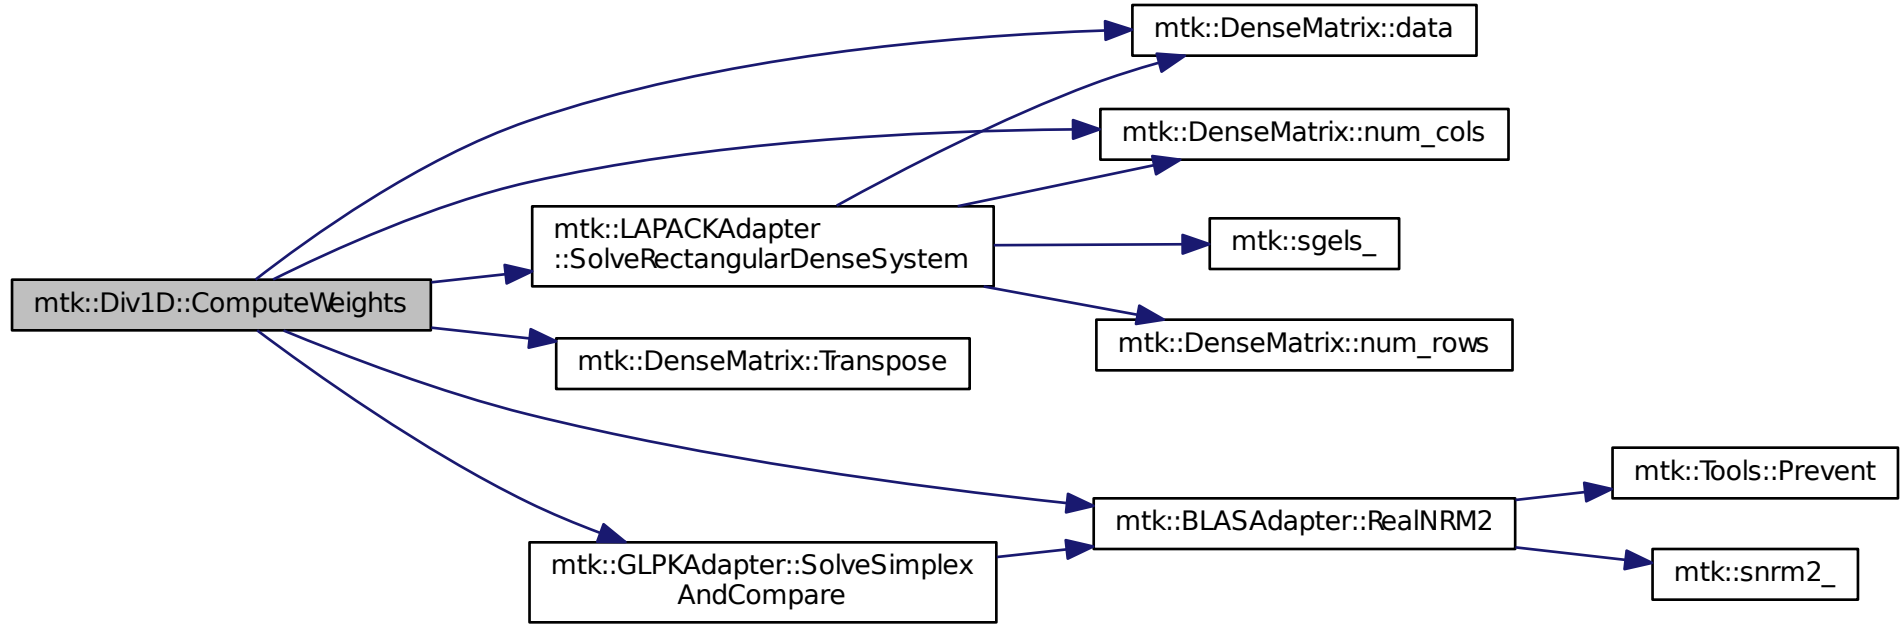 mtk::DenseMatrix::data
mtk::DenseMatrix::num_cols
mtk::LAPACKAdapter
::SolveRectangularDenseSystem
mtk::sgels_
mtk::Div1D::ComputeWeights
mtk::DenseMatrix::num_rows
mtk::DenseMatrix::Transpose
mtk::Tools::Prevent
mtk::BLASAdapter::RealNRM2
mtk::GLPKAdapter::SolveSimplex
AndCompare
mtk::snrm2_